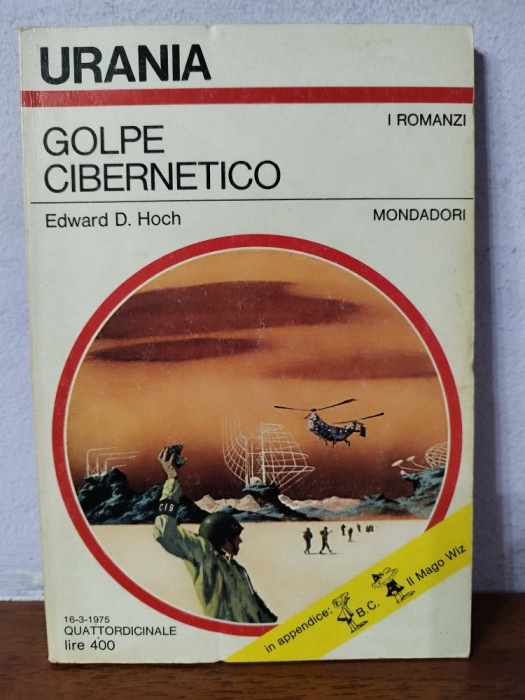 URANIA
I ROMANZI
GOLPE
CIBERNETICO
Edward D. Hoch
MONDADORI
CIB
in appendice:
B.C.
Il Mago Wiz
16-3-1975
QUATTORDICINALE
lire 400